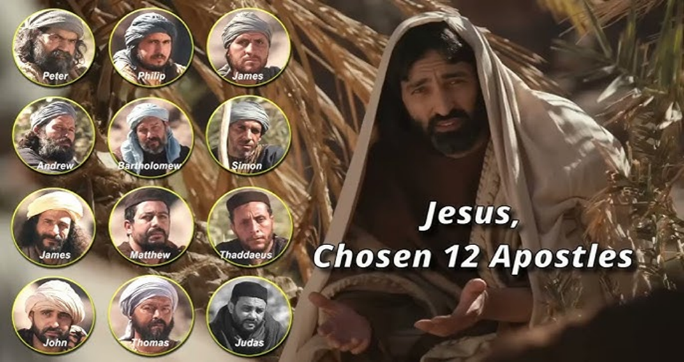 Peter
Philip
James
Andrew
Bartholomew
Simon
James
Matthew
Thaddaeus
John
Thomas
Judas
Jesus,
Chosen 12 Apostles